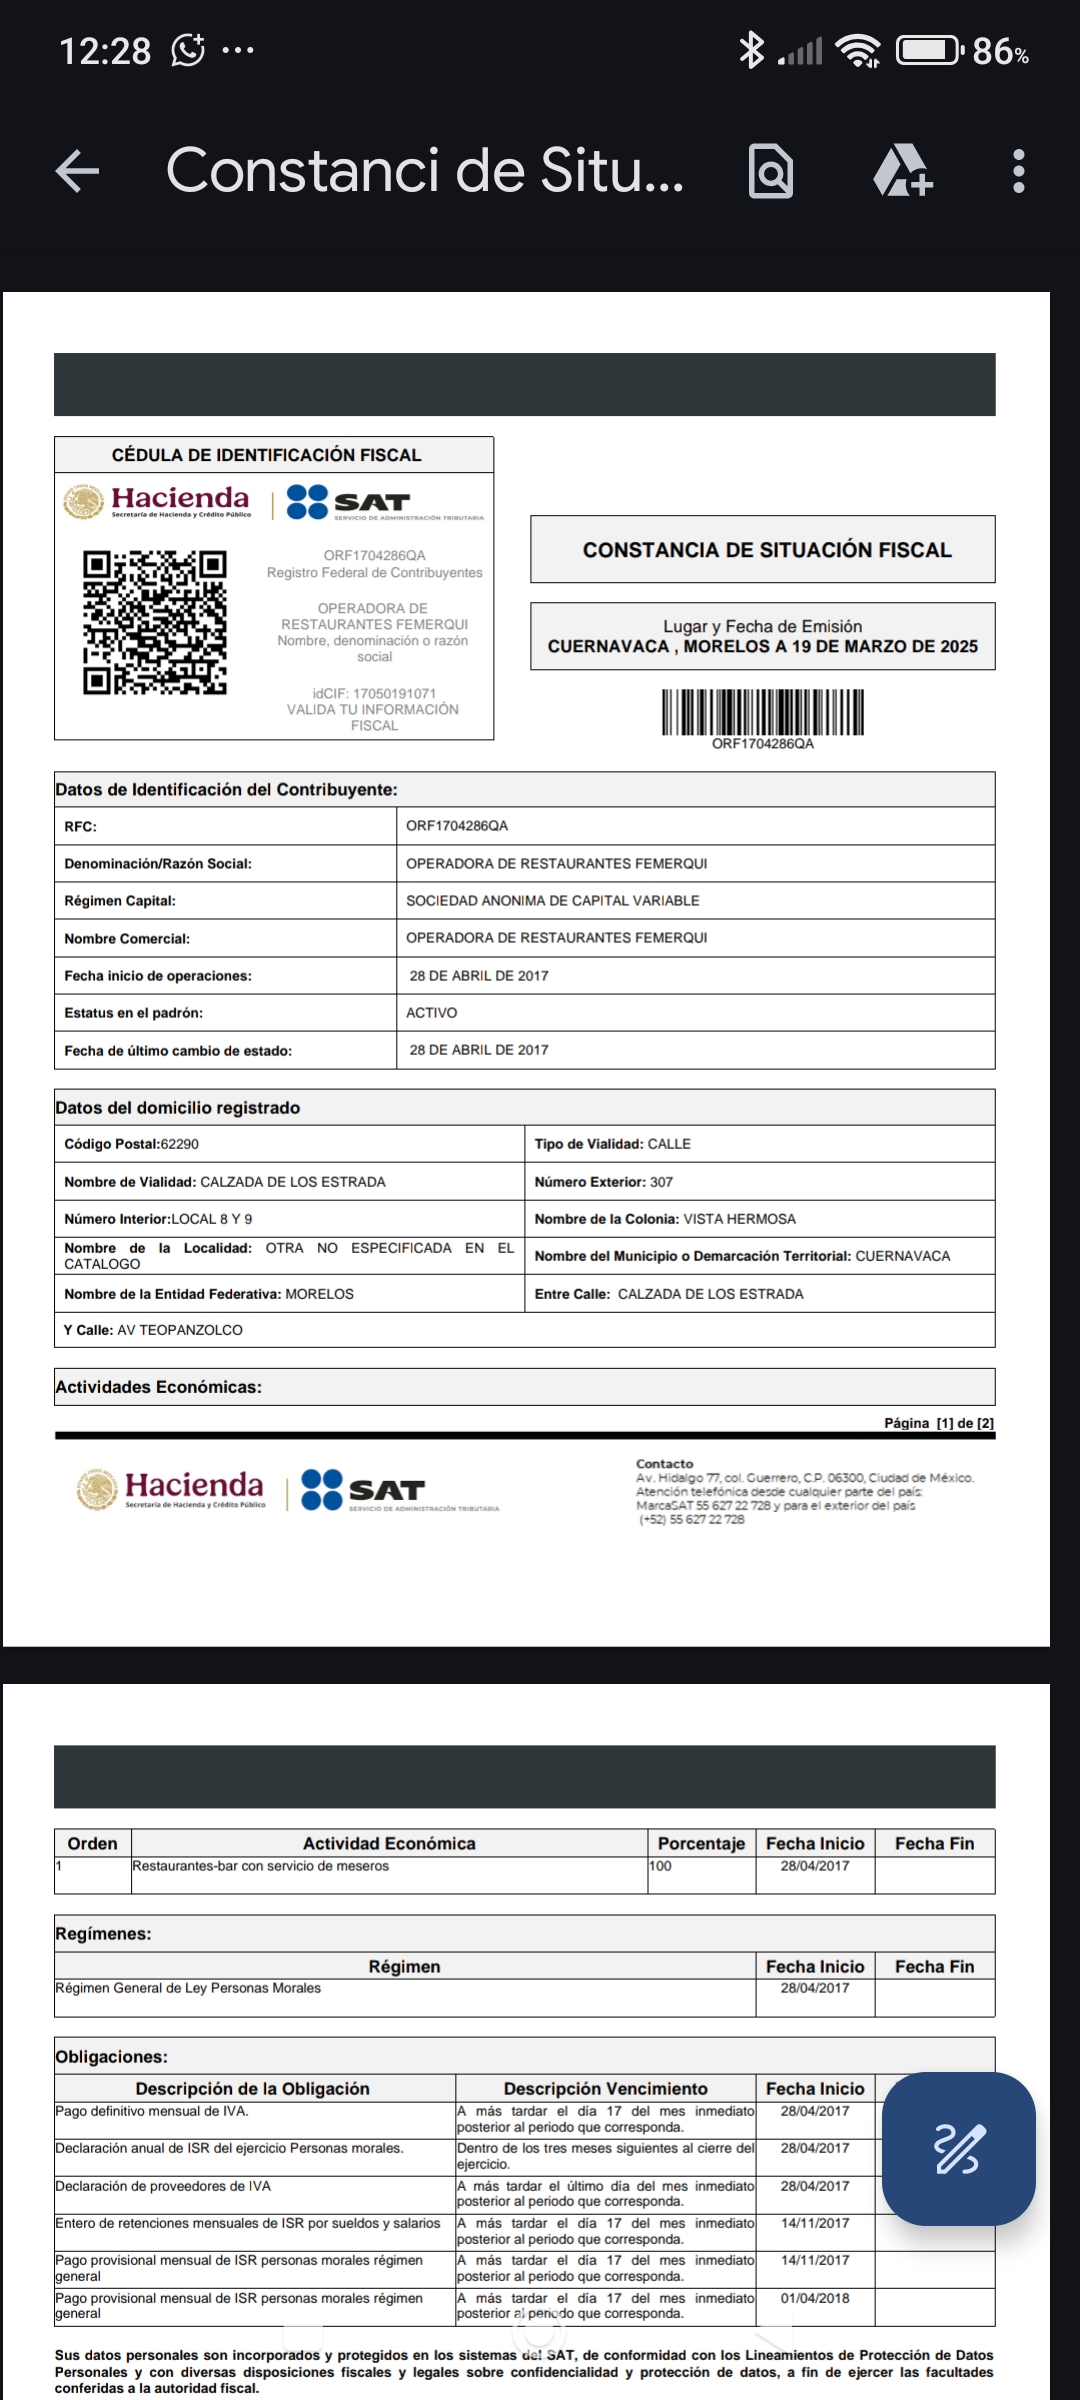 12:28
86%
Constanci de Situ...
CÉDULA DE IDENTIFICACIÓN FISCAL
Hacienda
Secretaría de Hacienda y Crédito Público
SAT
SERVICIO DE ADMINISTRACIÓN TRIBUTARIA
ORF1704286QA
Registro Federal de Contribuyentes
OPERADORA DE
RESTAURANTES FEMERQUI
Nombre, denominación o razón
social
idCIF: 17050191071
VALIDA TU INFORMACIÓN
FISCAL
CONSTANCIA DE SITUACIÓN FISCAL
Lugar y Fecha de Emisión
CUERNAVACA , MORELOS A 19 DE MARZO DE 2025
ORF1704286QA
Datos de Identificación del Contribuyente:
RFC: ORF1704286QA
Denominación/Razón Social: OPERADORA DE RESTAURANTES FEMERQUI
Régimen Capital: SOCIEDAD ANONIMA DE CAPITAL VARIABLE
Nombre Comercial: OPERADORA DE RESTAURANTES FEMERQUI
Fecha inicio de operaciones: 28 DE ABRIL DE 2017
Estatus en el padrón: ACTIVO
Fecha de último cambio de estado: 28 DE ABRIL DE 2017
Datos del domicilio registrado
Código Postal:62290 Tipo de Vialidad: CALLE
Nombre de Vialidad: CALZADA DE LOS ESTRADA Número Exterior: 307
Número Interior:LOCAL 8 Y 9 Nombre de la Colonia: VISTA HERMOSA
Nombre de la Localidad: OTRA NO ESPECIFICADA EN EL
CATALOGO
Nombre del Municipio o Demarcación Territorial: CUERNAVACA
Nombre de la Entidad Federativa: MORELOS Entre Calle: CALZADA DE LOS ESTRADA
Y Calle: AV TEOPANZOLCO
Actividades Económicas:
Página [1] de [2]
Hacienda
Secretaría de Hacienda y Crédito Público
SAT
SERVICIO DE ADMINISTRACIÓN TRIBUTARIA
Contacto
Av. Hidalgo 77, col. Guerrero, C.P. 06300, Ciudad de México.
Atención telefónica desde cualquier parte del país:
MarcaSAT 55 627 22 728 y para el exterior del país
(+52) 55 627 22 728
Orden Actividad Económica Porcentaje Fecha Inicio Fecha Fin
1 Restaurantes-bar con servicio de meseros 100 28/04/2017
Regímenes:
Régimen Fecha Inicio Fecha Fin
Régimen General de Ley Personas Morales 28/04/2017
Obligaciones:
Descripción de la Obligación Descripción Vencimiento Fecha Inicio
Pago definitivo mensual de IVA. A más tardar el día 17 del mes inmediato 28/04/2017
posterior al periodo que corresponda.
Declaración anual de ISR del ejercicio Personas morales. Dentro de los tres meses siguientes al cierre del 28/04/2017
ejercicio.
Declaración de proveedores de IVA A más tardar el último día del mes inmediato 28/04/2017
posterior al periodo que corresponda.
Entero de retenciones mensuales de ISR por sueldos y salarios A más tardar el día 17 del mes inmediato 14/11/2017
posterior al periodo que corresponda.
Pago provisional mensual de ISR personas morales régimen A más tardar el día 17 del mes inmediato 14/11/2017
general posterior al periodo que corresponda.
Pago provisional mensual de ISR personas morales régimen A más tardar el día 17 del mes inmediato 01/04/2018
general posterior al periodo que corresponda.
Sus datos personales son incorporados y protegidos en los sistemas del SAT, de conformidad con los Lineamientos de Protección de Datos
Personales y con diversas disposiciones fiscales y legales sobre confidencialidad y protección de datos, a fin de ejercer las facultades
conferidas a la autoridad fiscal.